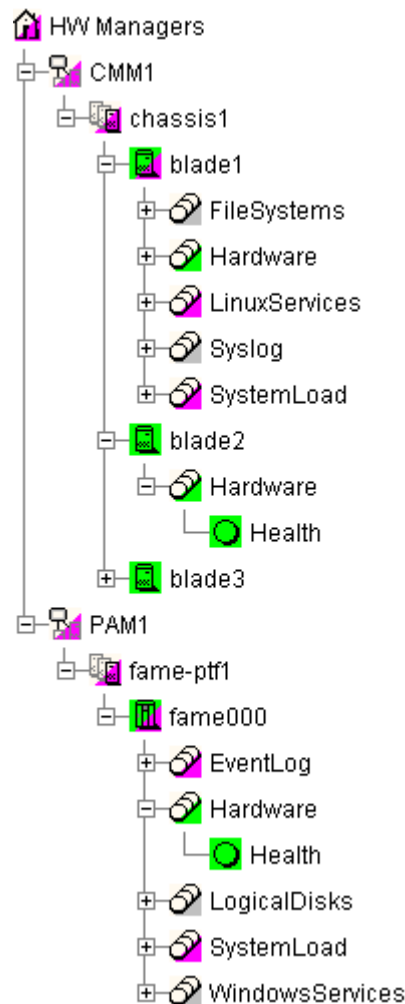 HW Managers
CMM1
chassis1
blade1
FileSystems
Hardware
LinuxServices
Syslog
SystemLoad
blade2
Hardware
Health
blade3
PAM1
fame-ptf1
fame000
EventLog
Hardware
Health
LogicalDisks
SystemLoad
WindowsServices